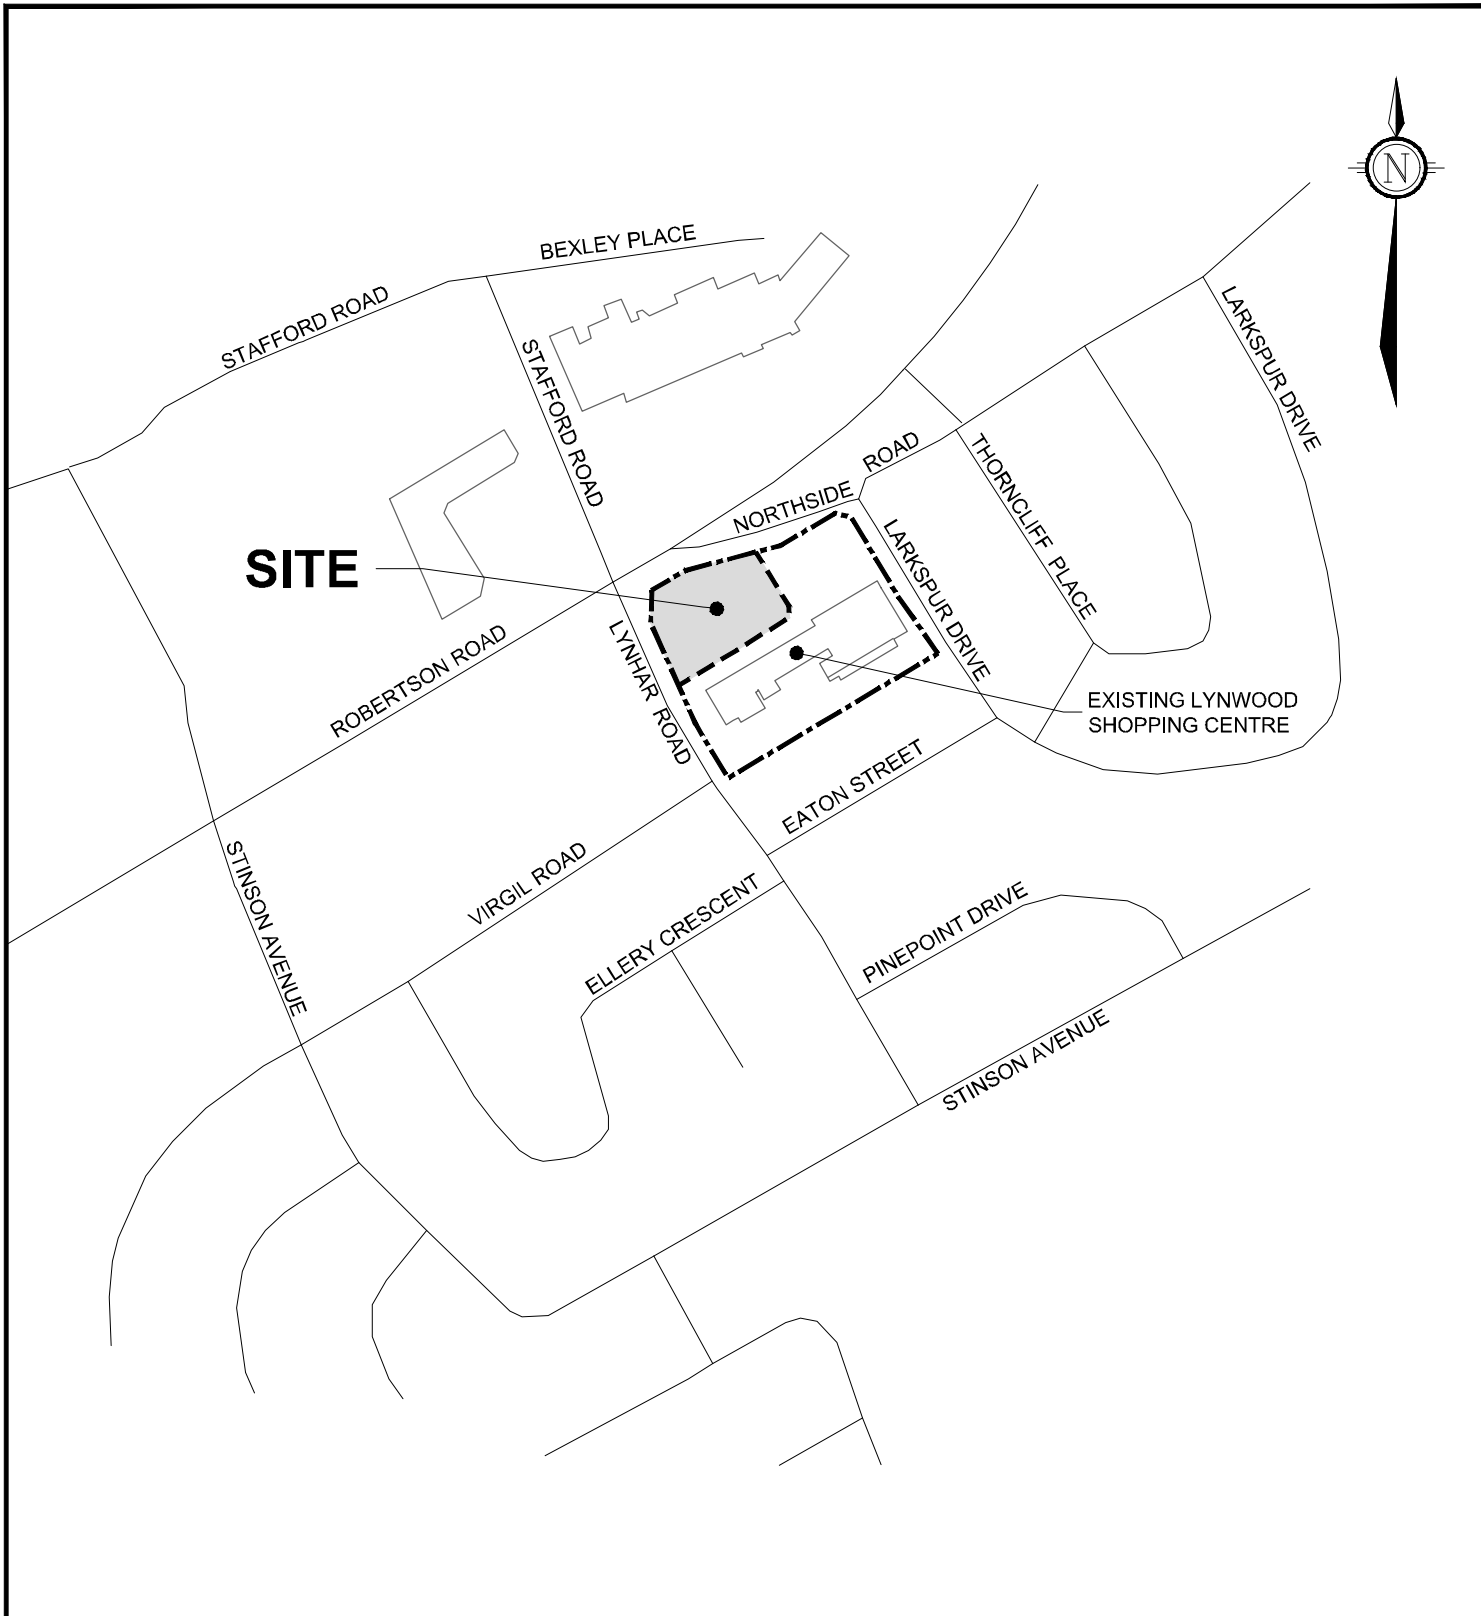 N
BEXLEY PLACE
STAFFORD ROAD
STAFFORD ROAD
LARKSPUR DRIVE
NORTHSIDE ROAD
THORNCLIFF PLACE
SITE
LARKSPUR DRIVE
ROBERTSON ROAD
LYNHAR ROAD
EXISTING LYNWOOD
SHOPPING CENTRE
EATON STREET
STINSON AVENUE
VIRGIL ROAD
ELLERY CRESCENT
PINEPOINT DRIVE
STINSON AVENUE